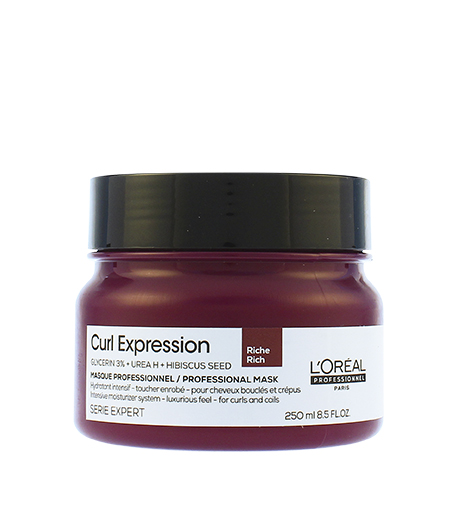 Curl Expression
GLYCERIN 3% + UREA H + HIBISCUS SEED
MASQUE PROFESSIONNEL / PROFESSIONAL MASK
Hydratant intensif - toucher enrobé - pour cheveux bouclés et crépus
Intensive moisturizer system - luxurious feel - for curls and coils
SERIE EXPERT
Riche
Rich
L'ORÉAL
PROFESSIONNEL
PARIS
250 ml 8.5 FL.OZ.